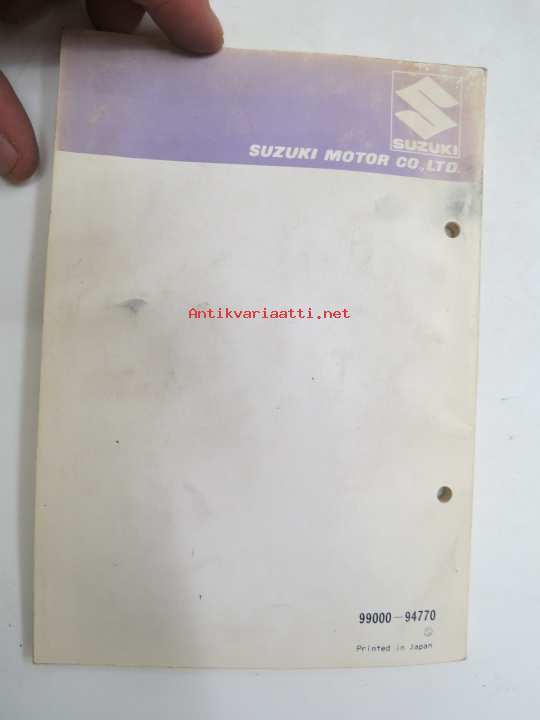 SUZUKI
SUZUKI MOTOR CO.,LTD.
Antikvariaatti.net
99000-94770
Printed in Japan